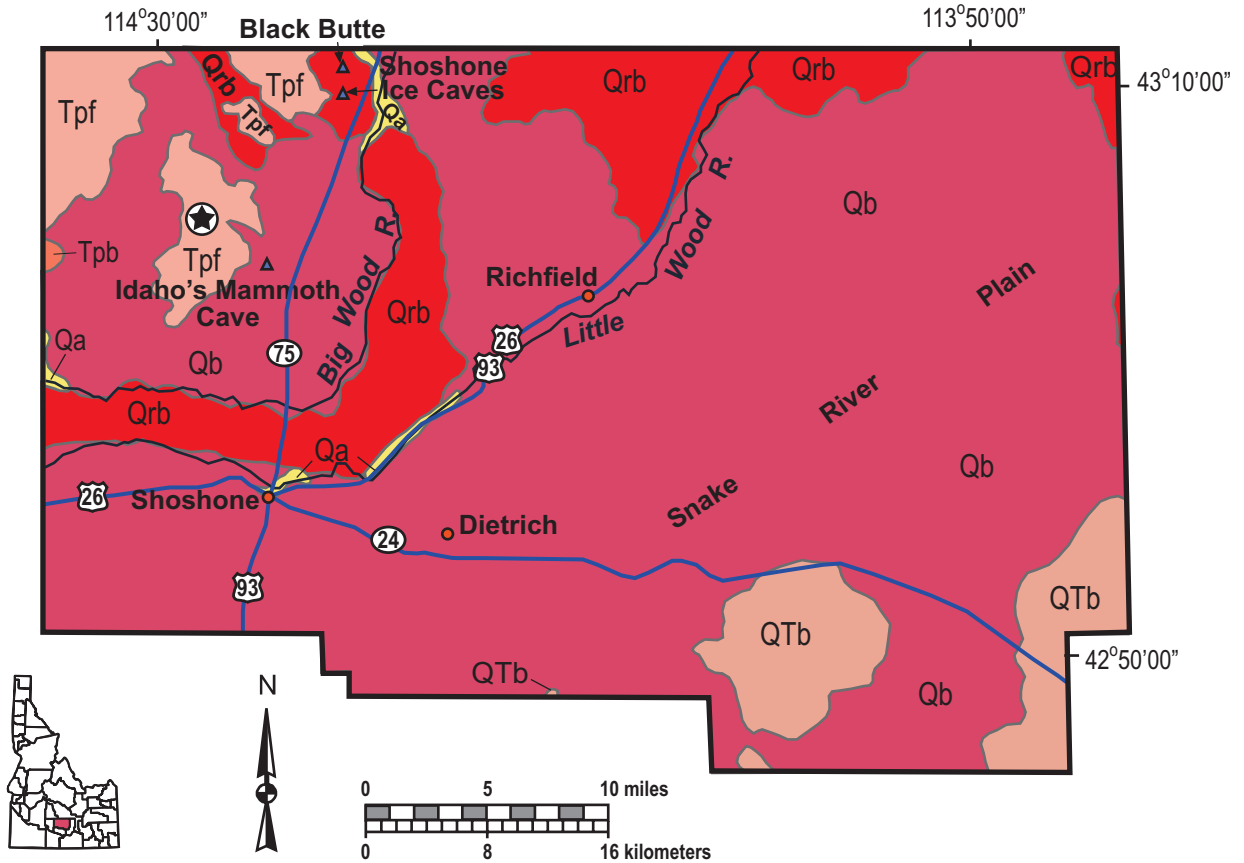 114°30'00"
113°50'00"
Black Butte
Shoshone
Ice Caves
43°10'00"
Qrb
Tpf
Tpf
Tpf
Qa
Qrb
Qrb
Qrb
Qb
Wood R.
Tpf
Tpb
Idaho's Mammoth
Cave
Big Wood R.
Qrb
Richfield
Little
Plain
River
Snake
26
93
75
Qa
Qb
Qrb
Qa
Qb
26
Shoshone
Dietrich
24
93
QTb
QTb
QTb
Qb
42°50'00"
N
0 5 10 miles
0 8 16 kilometers